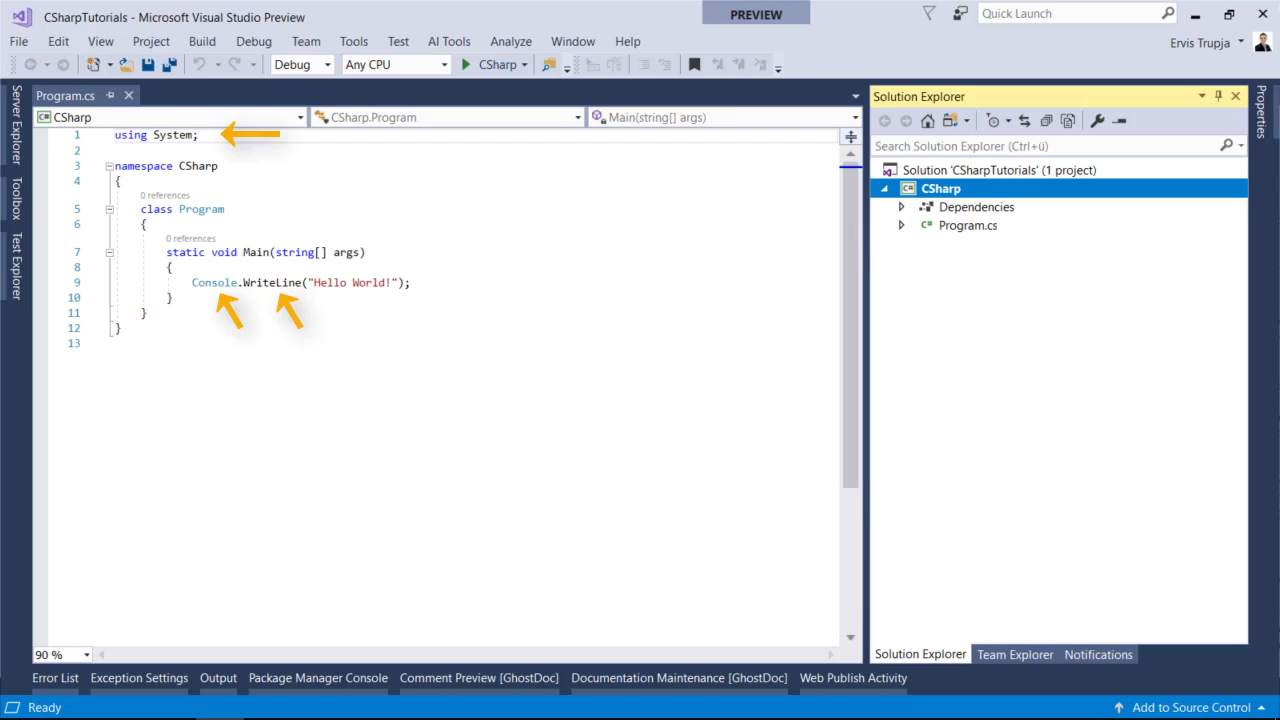 CSharpTutorials - Microsoft Visual Studio Preview
PREVIEW
Quick Launch
File Edit View Project Build Debug Team Tools Test AI Tools Analyze Window Help
Ervis Trupja
Debug Any CPU CSharp
Server Explorer
Toolbox
Test Explorer
Program.cs
CSharp CSharp.Program Main(string[] args)
1 using System;
2
3 namespace CSharp
4 {
0 references
5 class Program
6 {
0 references
7 static void Main(string[] args)
8 {
9 Console.WriteLine("Hello World!");
10 }
11 }
12 }
13
90 %
Solution Explorer
Search Solution Explorer (Ctrl+ü)
Solution 'CSharpTutorials' (1 project)
C# CSharp
Dependencies
C# Program.cs
Properties
Solution Explorer Team Explorer Notifications
Error List Exception Settings Output Package Manager Console Comment Preview [GhostDoc] Documentation Maintenance [GhostDoc] Web Publish Activity
Ready
Add to Source Control